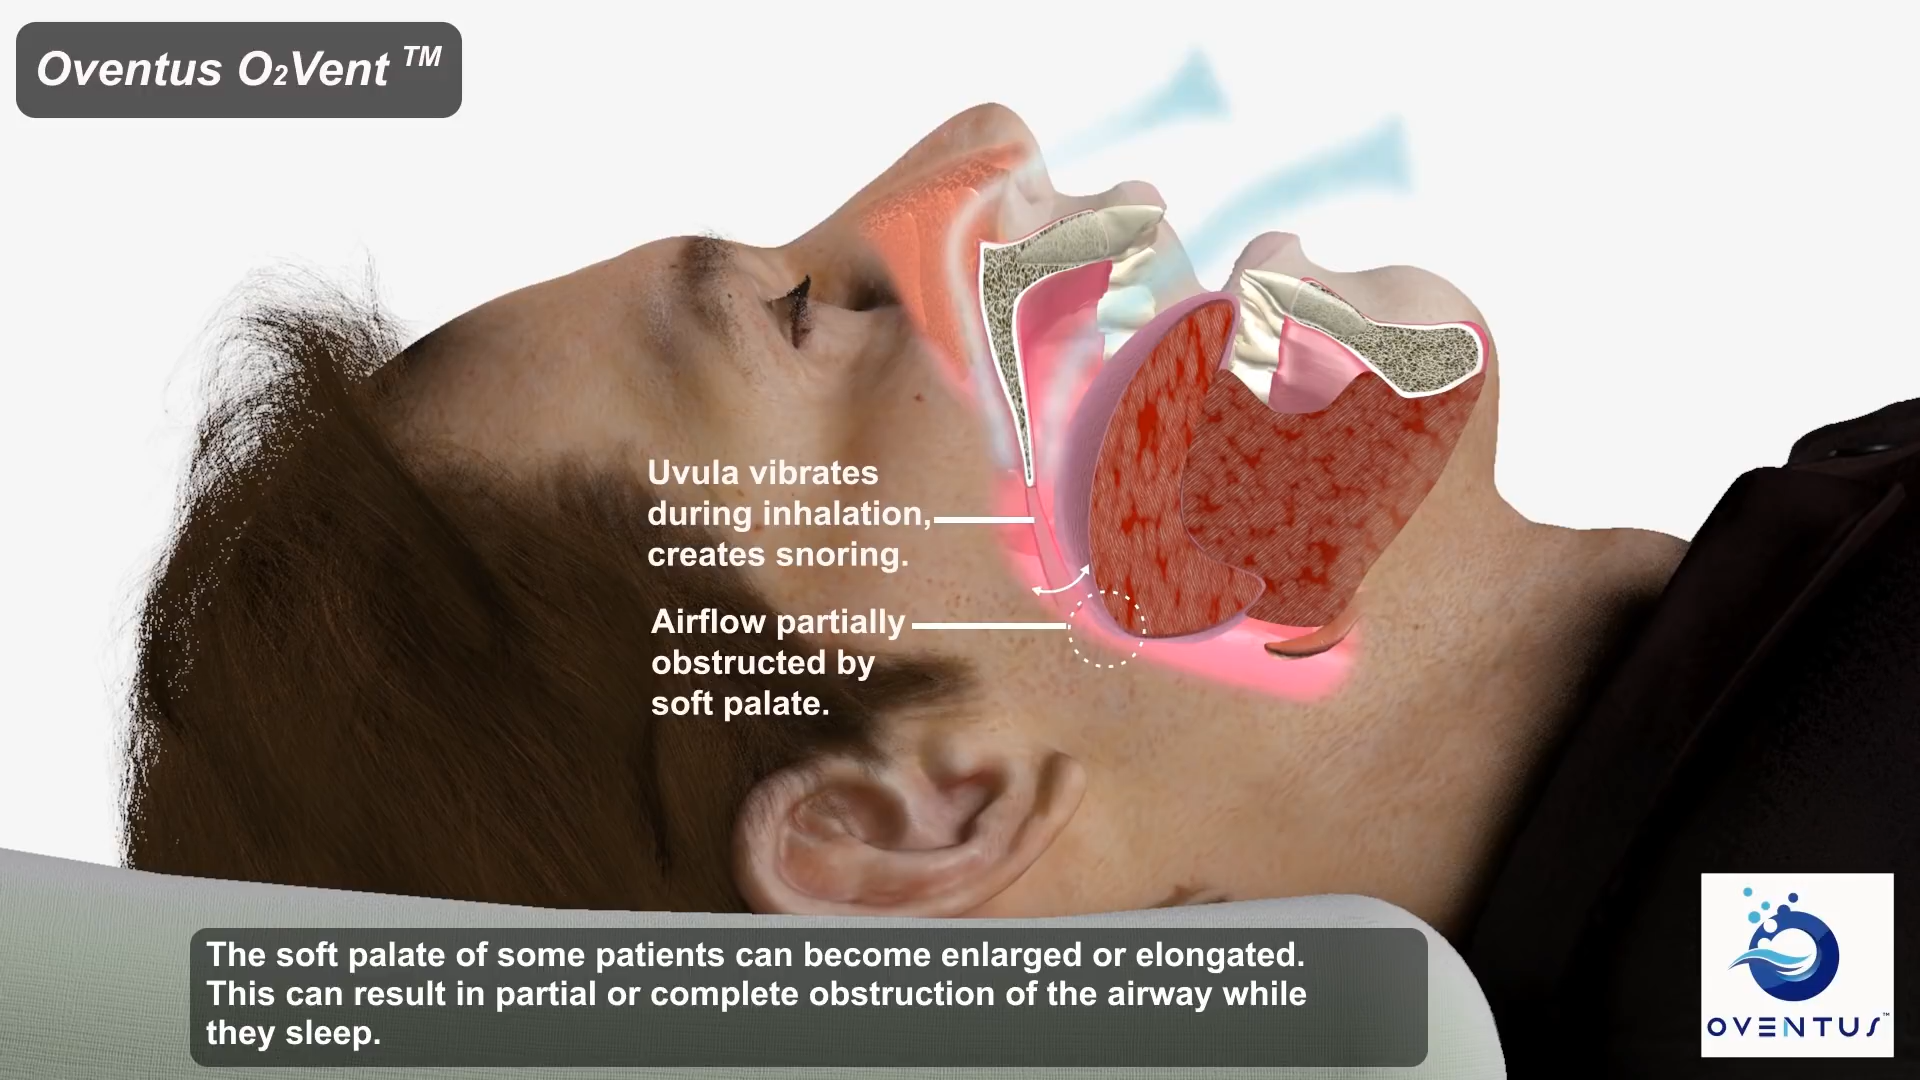 Oventus O₂Vent ™
Uvula vibrates
during inhalation,
creates snoring.
Airflow partially
obstructed by
soft palate.
The soft palate of some patients can become enlarged or elongated.
This can result in partial or complete obstruction of the airway while
they sleep.
OVENTUS™